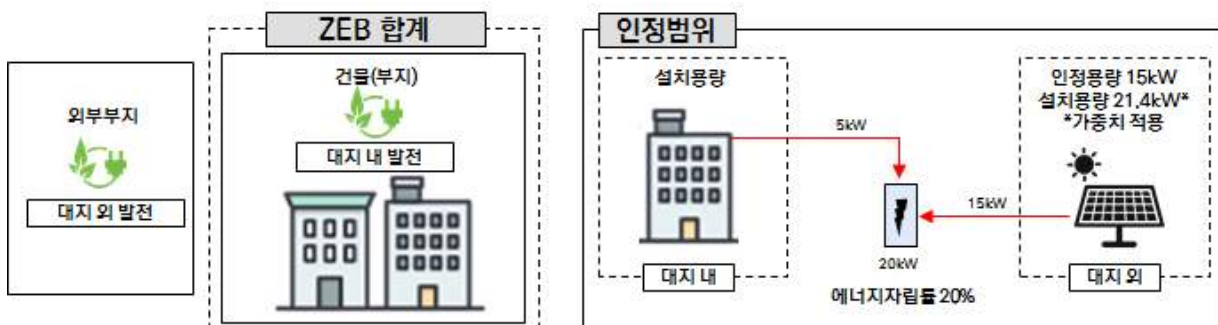 ZEB 합계
외부부지
대지 외 발전
건물(부지)
대지 내 발전
인정범위
설치용량
대지 내
5kW
15kW
20kW
에너지자립률 20%
인정용량 15kW
설치용량 21.4kW*
*가중치 적용
대지 외